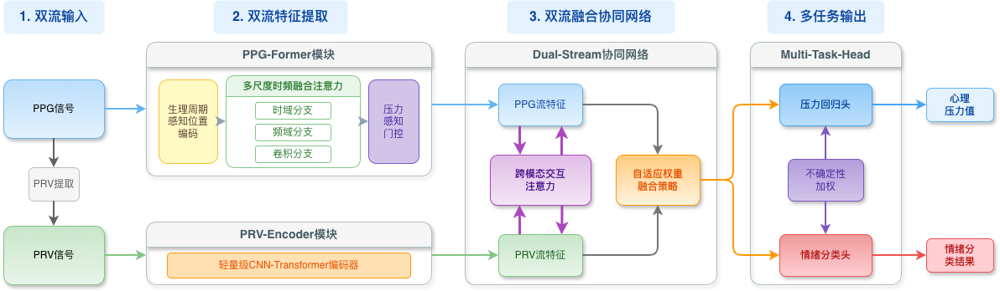 1. 双流输入
2. 双流特征提取
3. 双流融合协同网络
4. 多任务输出
PPG信号
PRV提取
PRV信号
PPG-Former模块
生理周期
感知位置
编码
多尺度时频融合注意力
时域分支
频域分支
卷积分支
压力
感知
门控
PRV-Encoder模块
轻量级CNN-Transformer编码器
Dual-Stream协同网络
PPG流特征
跨模态交互
注意力
PRV流特征
自适应权重
融合策略
Multi-Task-Head
压力回归头
不确定性
加权
情绪分类头
心理
压力值
情绪分
类结果